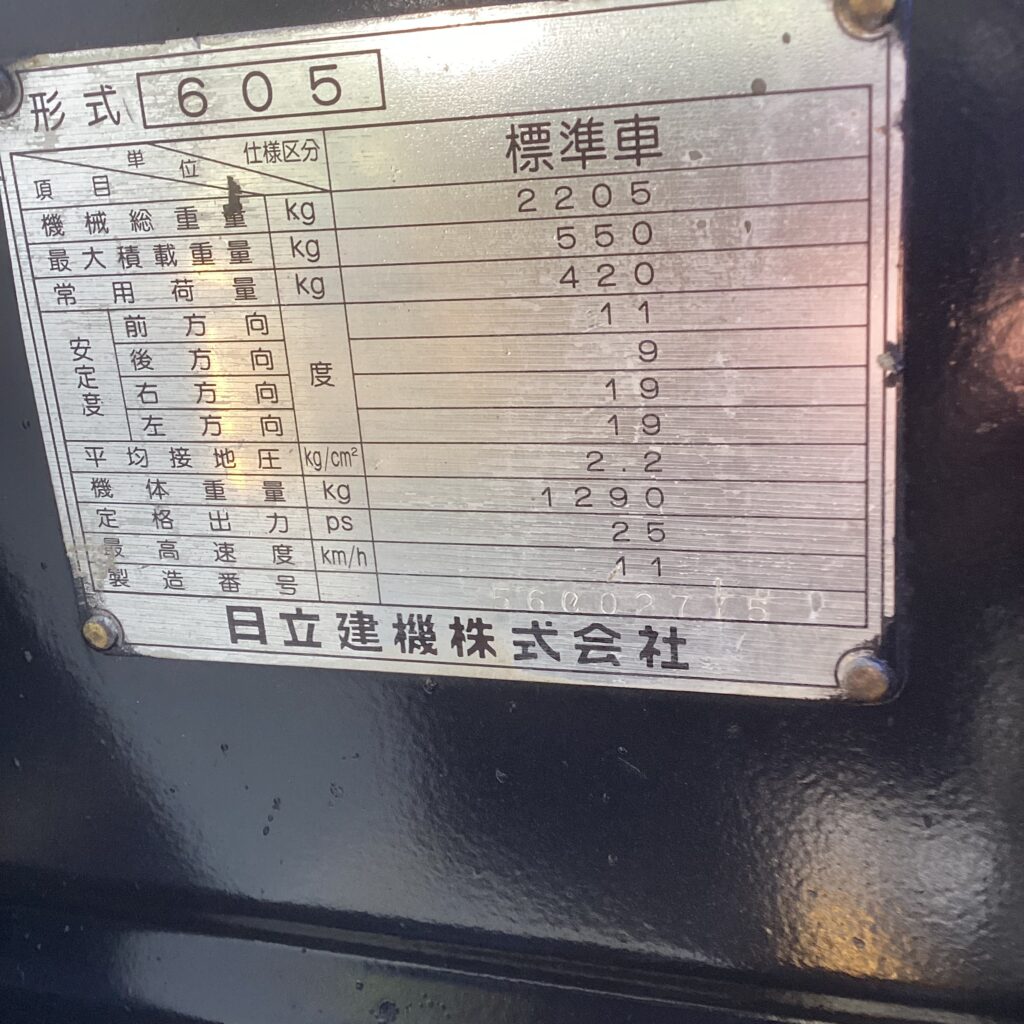 形式 605
単位 仕様区分 標準車
項目
機械総重量 kg 2205
最大積載重量 kg 550
常用荷量 kg 420
安定度 前方向 度 11
後方向 9
右方向 19
左方向 19
平均接地圧 kg/cm² 2.2
機体重量 kg 1290
定格出力 ps 25
最高速度 km/h 11
製造番号
日立建機株式会社